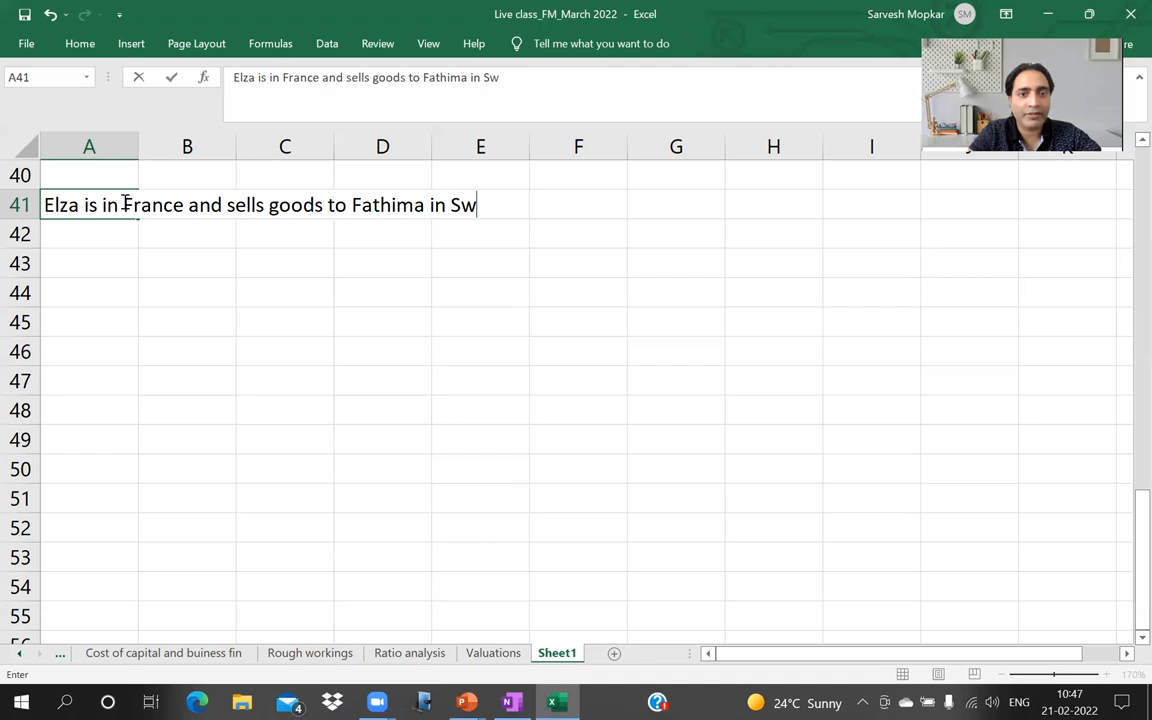 Live class_FM_March 2022 - Excel
Sarvesh Mopkar
SM
File Home Insert Page Layout Formulas Data Review View Help Tell me what you want to do
re
A41
fx
Elza is in France and sells goods to Fathima in Sw
A B C D E F G H I
40
41 Elza is in France and sells goods to Fathima in Sw
42
43
44
45
46
47
48
49
50
51
52
53
54
55
... Cost of capital and buiness fin Rough workings Ratio analysis Valuations Sheet1
Enter
170%
4
24°C Sunny
ENG
10:47
21-02-2022